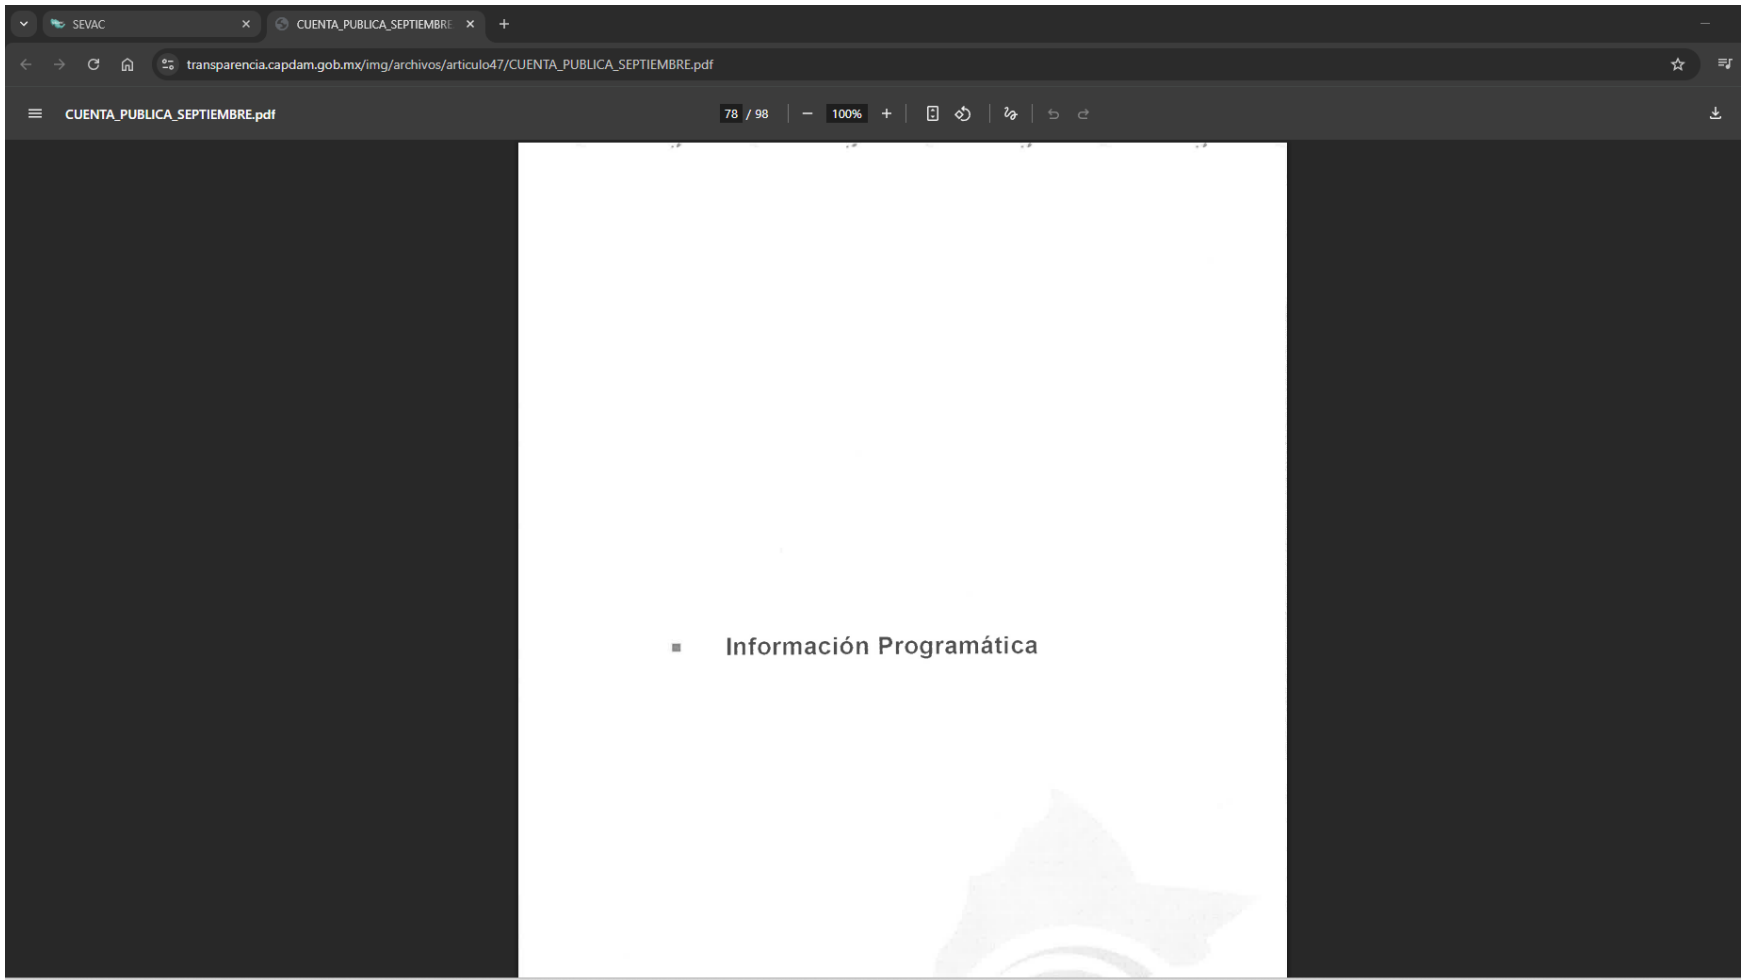 SEVAC
CUENTA_PUBLICA_SEPTIEMBRE
transparencia.capdam.gob.mx/img/archivos/articulo47/CUENTA_PUBLICA_SEPTIEMBRE.pdf
CUENTA_PUBLICA_SEPTIEMBRE.pdf
78 / 98
100%
Información Programática